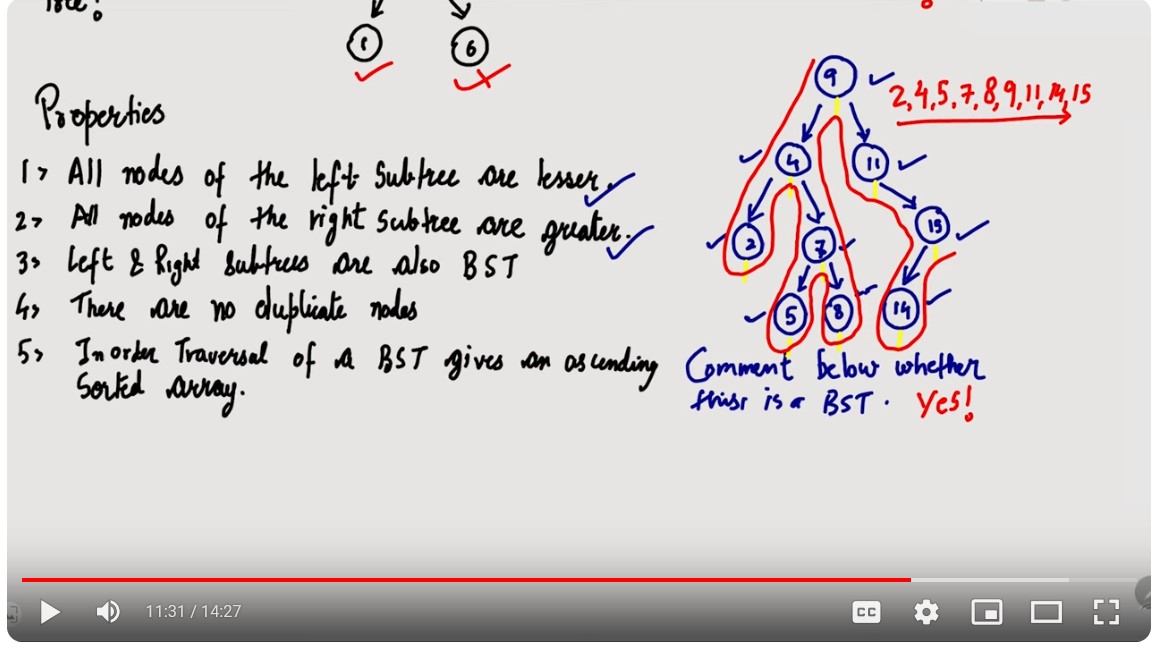 1
6
Properties
1> All nodes of the left Subtree are lesser.
2> All nodes of the right Subtree are greater.
3> Left & Right Subtrees are also BST
4> There are no duplicate nodes
5> Inorder Traversal of a BST gives an ascending
Sorted array.
9
2,4,5,7,8,9,11,14,15
4
11
2
7
15
5
8
14
Comment below whether
this is a BST. Yes!
11:31 / 14:27
CC